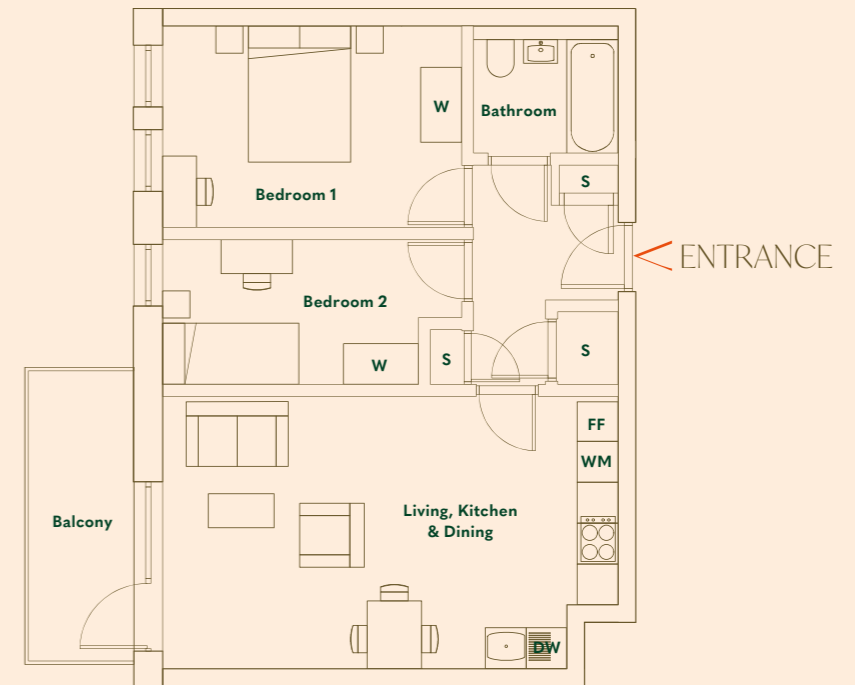 W
Bathroom
S
Bedroom 1
ENTRANCE
Bedroom 2
W
S
S
FF
WM
Balcony
Living, Kitchen
& Dining
DW